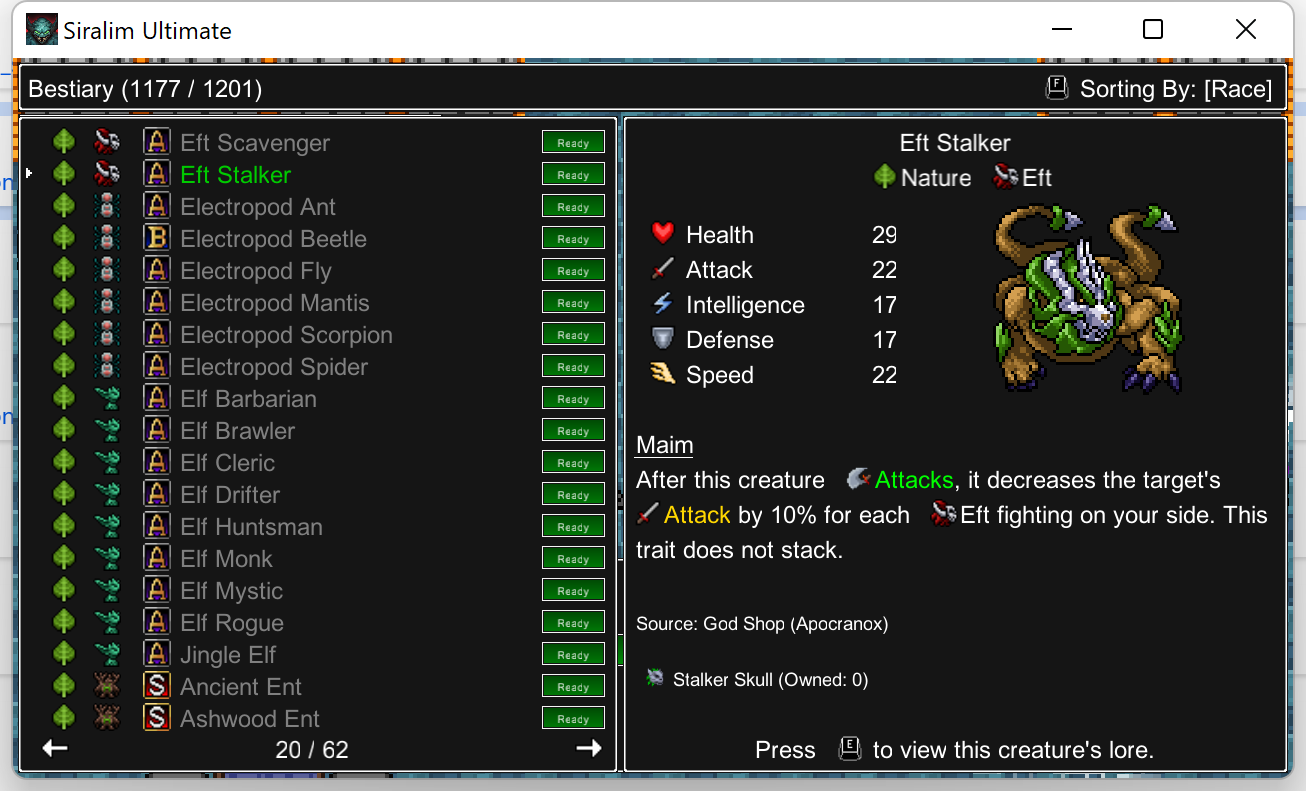 Siralim Ultimate
Bestiary (1177 / 1201)
F Sorting By: [Race]
A Eft Scavenger Ready
A Eft Stalker Ready
A Electropod Ant Ready
B Electropod Beetle Ready
A Electropod Fly Ready
A Electropod Mantis Ready
A Electropod Scorpion Ready
A Electropod Spider Ready
A Elf Barbarian Ready
A Elf Brawler Ready
A Elf Cleric Ready
A Elf Drifter Ready
A Elf Huntsman Ready
A Elf Monk Ready
A Elf Mystic Ready
A Elf Rogue Ready
A Jingle Elf Ready
S Ancient Ent Ready
S Ashwood Ent Ready
20 / 62
Eft Stalker
Nature Eft
Health 29
Attack 22
Intelligence 17
Defense 17
Speed 22
Maim
After this creature Attacks, it decreases the target's
Attack by 10% for each Eft fighting on your side. This
trait does not stack.
Source: God Shop (Apocranox)
Stalker Skull (Owned: 0)
Press E to view this creature's lore.